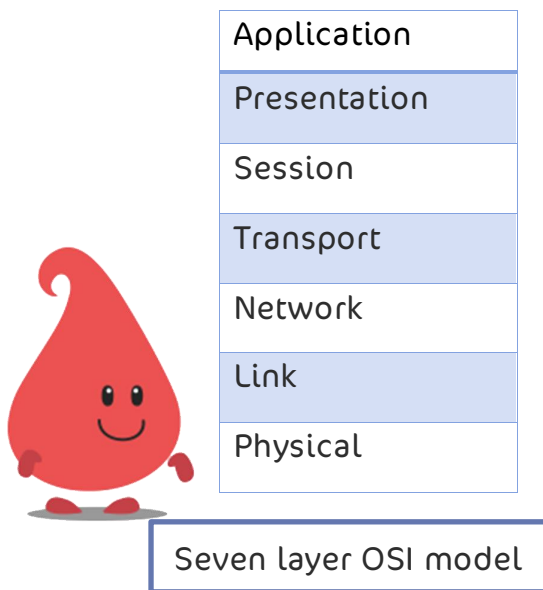 Application
Presentation
Session
Transport
Network
Link
Physical
Seven layer OSI model